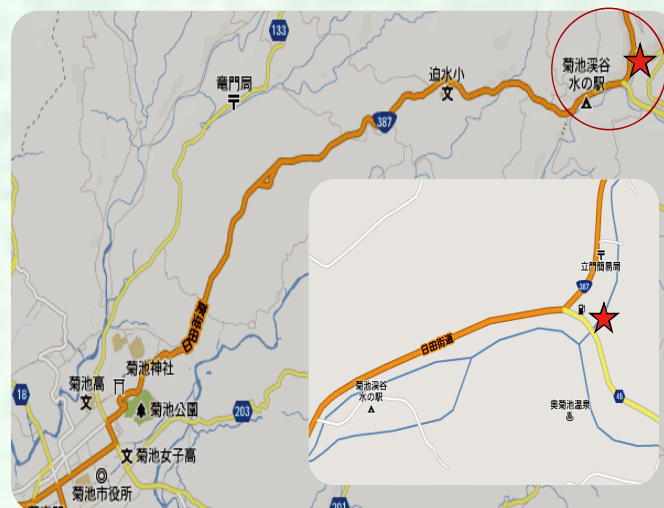 133
竜門局
迫水小
菊池渓谷
水の駅
387
日田街道
菊池神社
菊池高
菊池公園
18
203
菊池女子高
菊池市役所
201
立門簡易局
387
日田街道
菊池渓谷
水の駅
45
奥菊池温泉